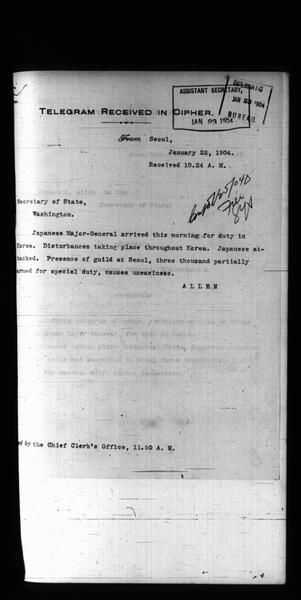 TELEGRAM RECEIVED IN CIPHER.
ASSISTANT SECRETARY,
JAN 23 1904
JAN 23 1904
BUREAU
From Seoul,
January 22, 1904.
Received 10.24 A. M.
Secretary of State,
Washington.
Japanese Major-General arrived this morning for duty in
Korea. Disturbances taking place throughout Korea. Japanese at-
tacked. Presence of guild at Seoul, three thousand partially
armed for special duty, causes uneasiness.
ALLEN
ed by the Chief Clerk's Office, 11.50 A. M.